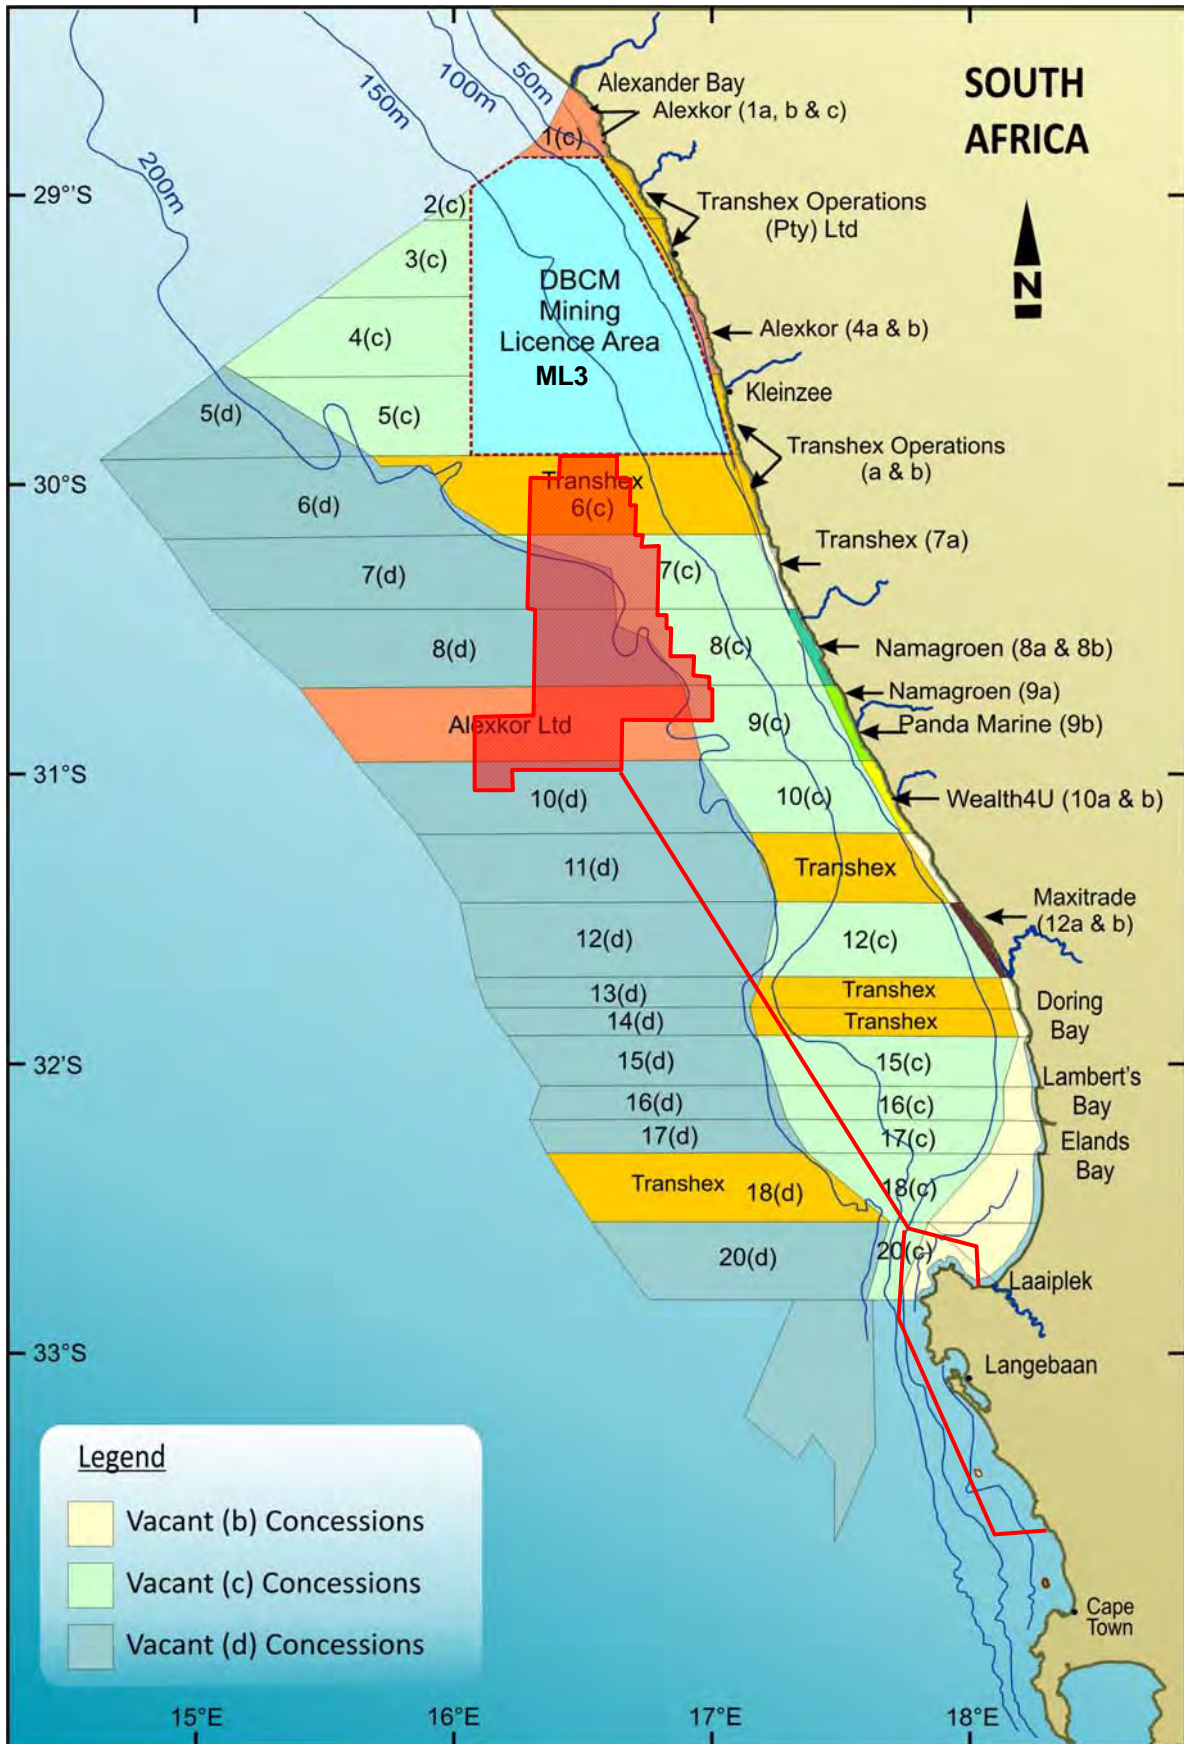 SOUTH
AFRICA
N
200m
150m
100m
50m
Alexander Bay
Alexkor (1a, b & c)
1(c)
29°'S
2(c)
Transhex Operations
(Pty) Ltd
3(c)
DBCM
Mining
Licence Area
ML3
4(c)
Alexkor (4a & b)
Kleinzee
5(d)
5(c)
Transhex Operations
(a & b)
30°S
6(d)
Transhex
6(c)
Transhex (7a)
7(d)
7(c)
8(d)
8(c)
Namagroen (8a & 8b)
Namagroen (9a)
Alexkor Ltd
9(c)
Panda Marine (9b)
31°S
10(d)
10(c)
Wealth4U (10a & b)
11(d)
Transhex
Maxitrade
(12a & b)
12(d)
12(c)
13(d)
Transhex
14(d)
Transhex
Doring
Bay
32°S
15(d)
15(c)
Lambert's
Bay
16(d)
16(c)
17(d)
17(c)
Elands
Bay
Transhex
18(d)
18(c)
20(d)
20(c)
Laaiplek
33°S
Langebaan
Legend
Vacant (b) Concessions
Vacant (c) Concessions
Vacant (d) Concessions
Cape
Town
15°E
16°E
17°E
18°E